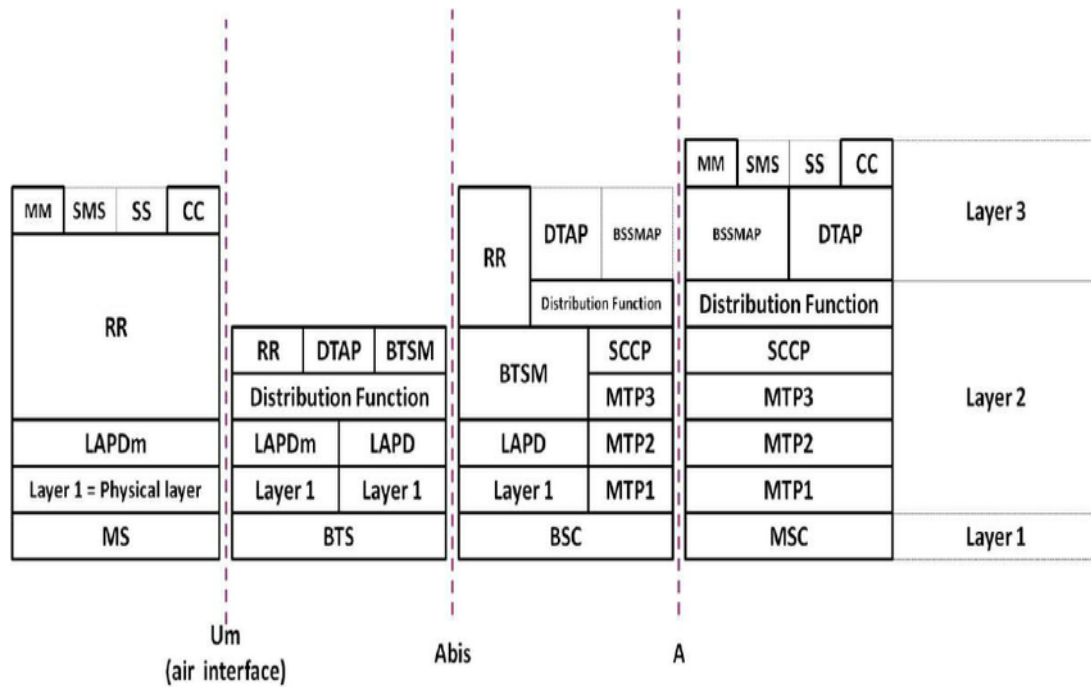 MM SMS SS CC
RR
LAPDm
Layer 1 = Physical layer
MS
RR DTAP BTSM
Distribution Function
LAPDm LAPD
Layer 1 Layer 1
BTS
RR DTAP BSSMAP
Distribution Function
BTSM SCCP
MTP3
LAPD MTP2
Layer 1 MTP1
BSC
MM SMS SS CC
BSSMAP DTAP
Distribution Function
SCCP
MTP3
MTP2
MTP1
MSC
Layer 3
Layer 2
Layer 1
Um
(air interface)
Abis
A